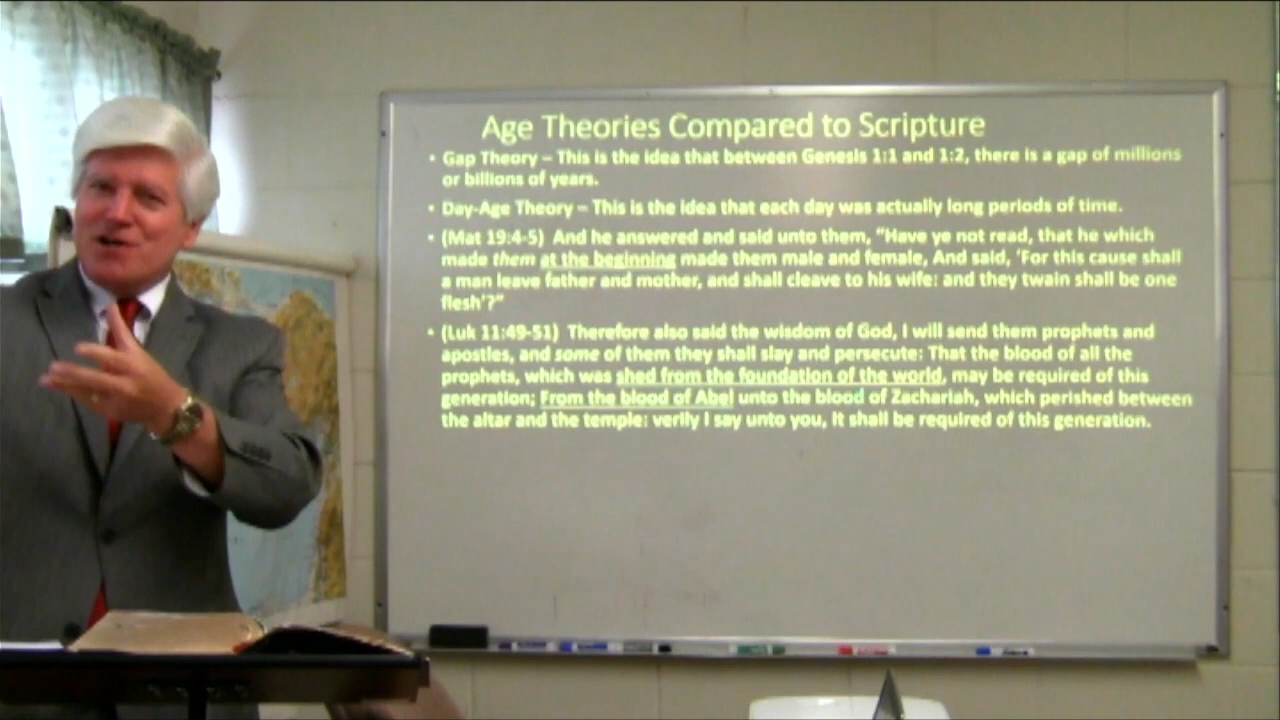 Age Theories Compared to Scripture
• Gap Theory – This is the idea that between Genesis 1:1 and 1:2, there is a gap of millions
or billions of years.
• Day-Age Theory – This is the idea that each day was actually long periods of time.
• (Mat 19:4-5) And he answered and said unto them, “Have ye not read, that he which
made them at the beginning made them male and female, And said, ‘For this cause shall
a man leave father and mother, and shall cleave to his wife: and they twain shall be one
flesh’?”
• (Luk 11:49-51) Therefore also said the wisdom of God, I will send them prophets and
apostles, and some of them they shall slay and persecute: That the blood of all the
prophets, which was shed from the foundation of the world, may be required of this
generation; From the blood of Abel unto the blood of Zachariah, which perished between
the altar and the temple: verily I say unto you, It shall be required of this generation.